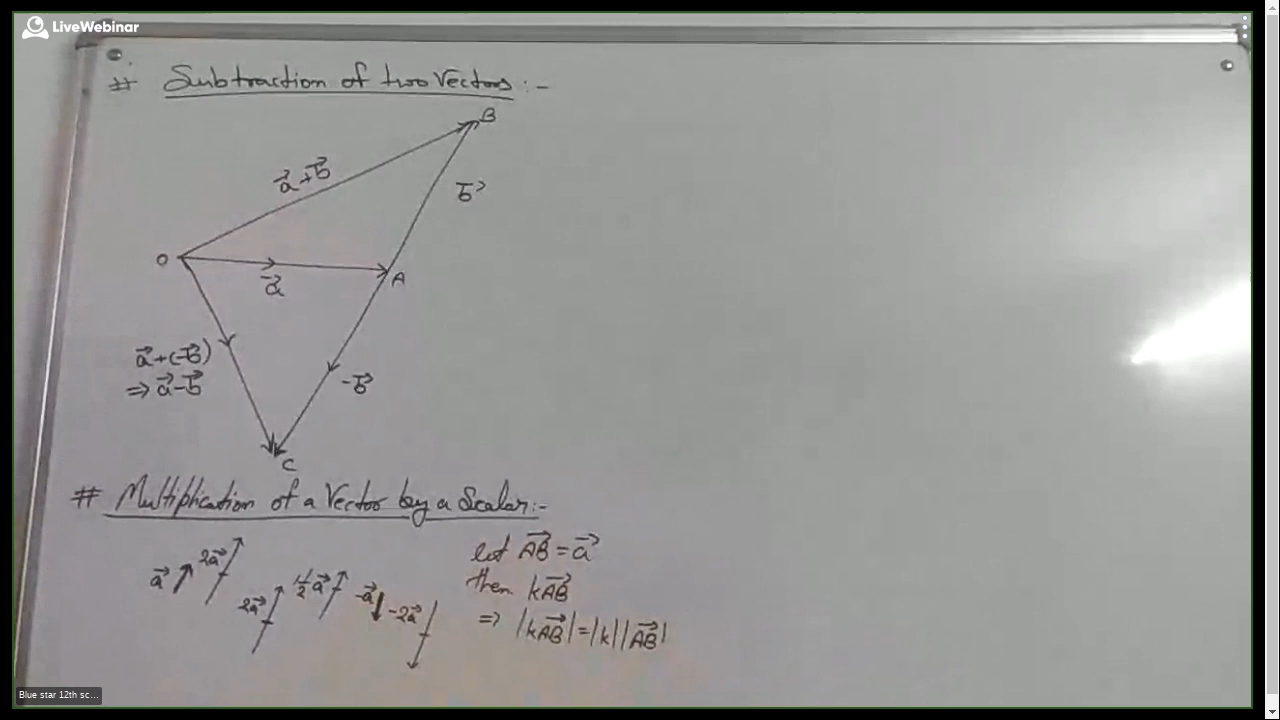 LiveWebinar
# Subtraction of two Vectors :-
B
a⃗+b⃗
b⃗
O
a⃗
A
a⃗+(-b⃗)
⇒ a⃗-b⃗
-b⃗
C
# Multiplication of a Vector by a Scalar:-
a⃗ 2a⃗ 2a⃗ 1/2 a⃗ -a⃗ -2a⃗
let AB⃗ = a⃗
then kAB⃗
⇒ |kAB⃗|=|k||AB⃗|
Blue star 12th sc...